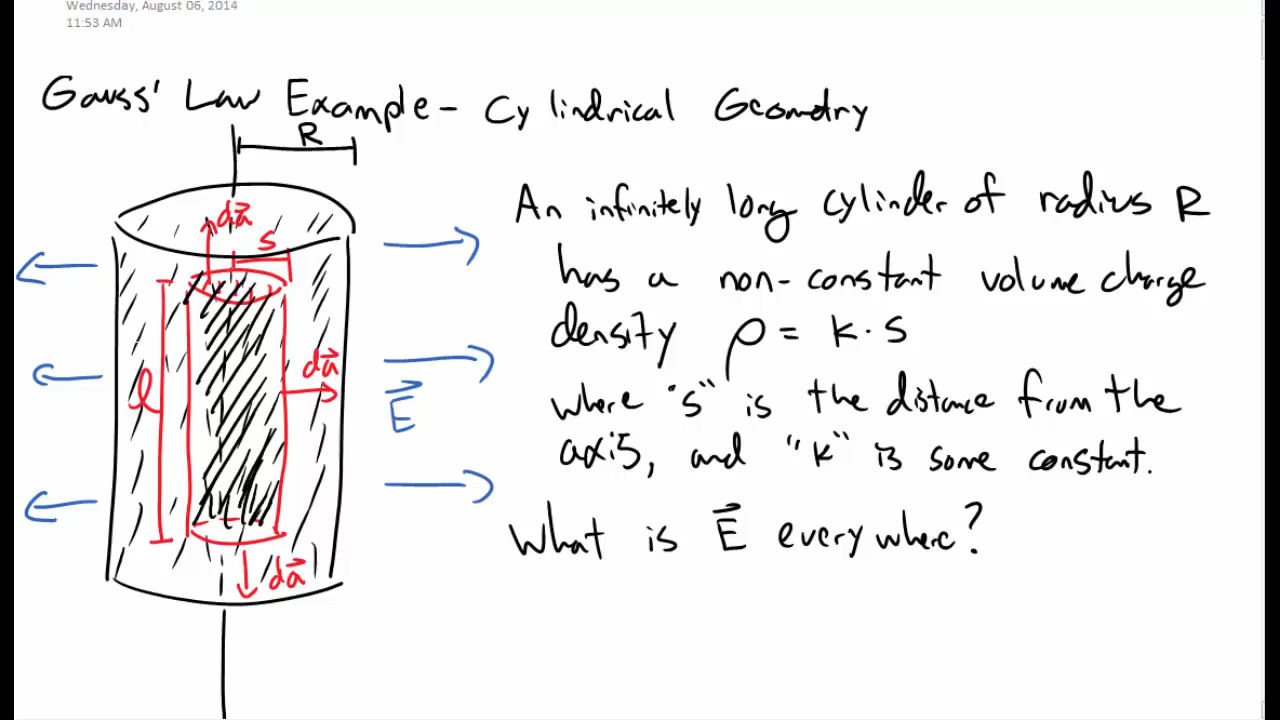 Wednesday, August 06, 2014
11:53 AM
Gauss' Law Example - Cylindrical Geometry
R
An infinitely long cylinder of radius R
has a non-constant volume charge
density ρ = k · s
where "s" is the distance from the
axis, and "k" is some constant.
What is E⃗ everywhere?
da⃗
s
da⃗
l
E⃗
da⃗